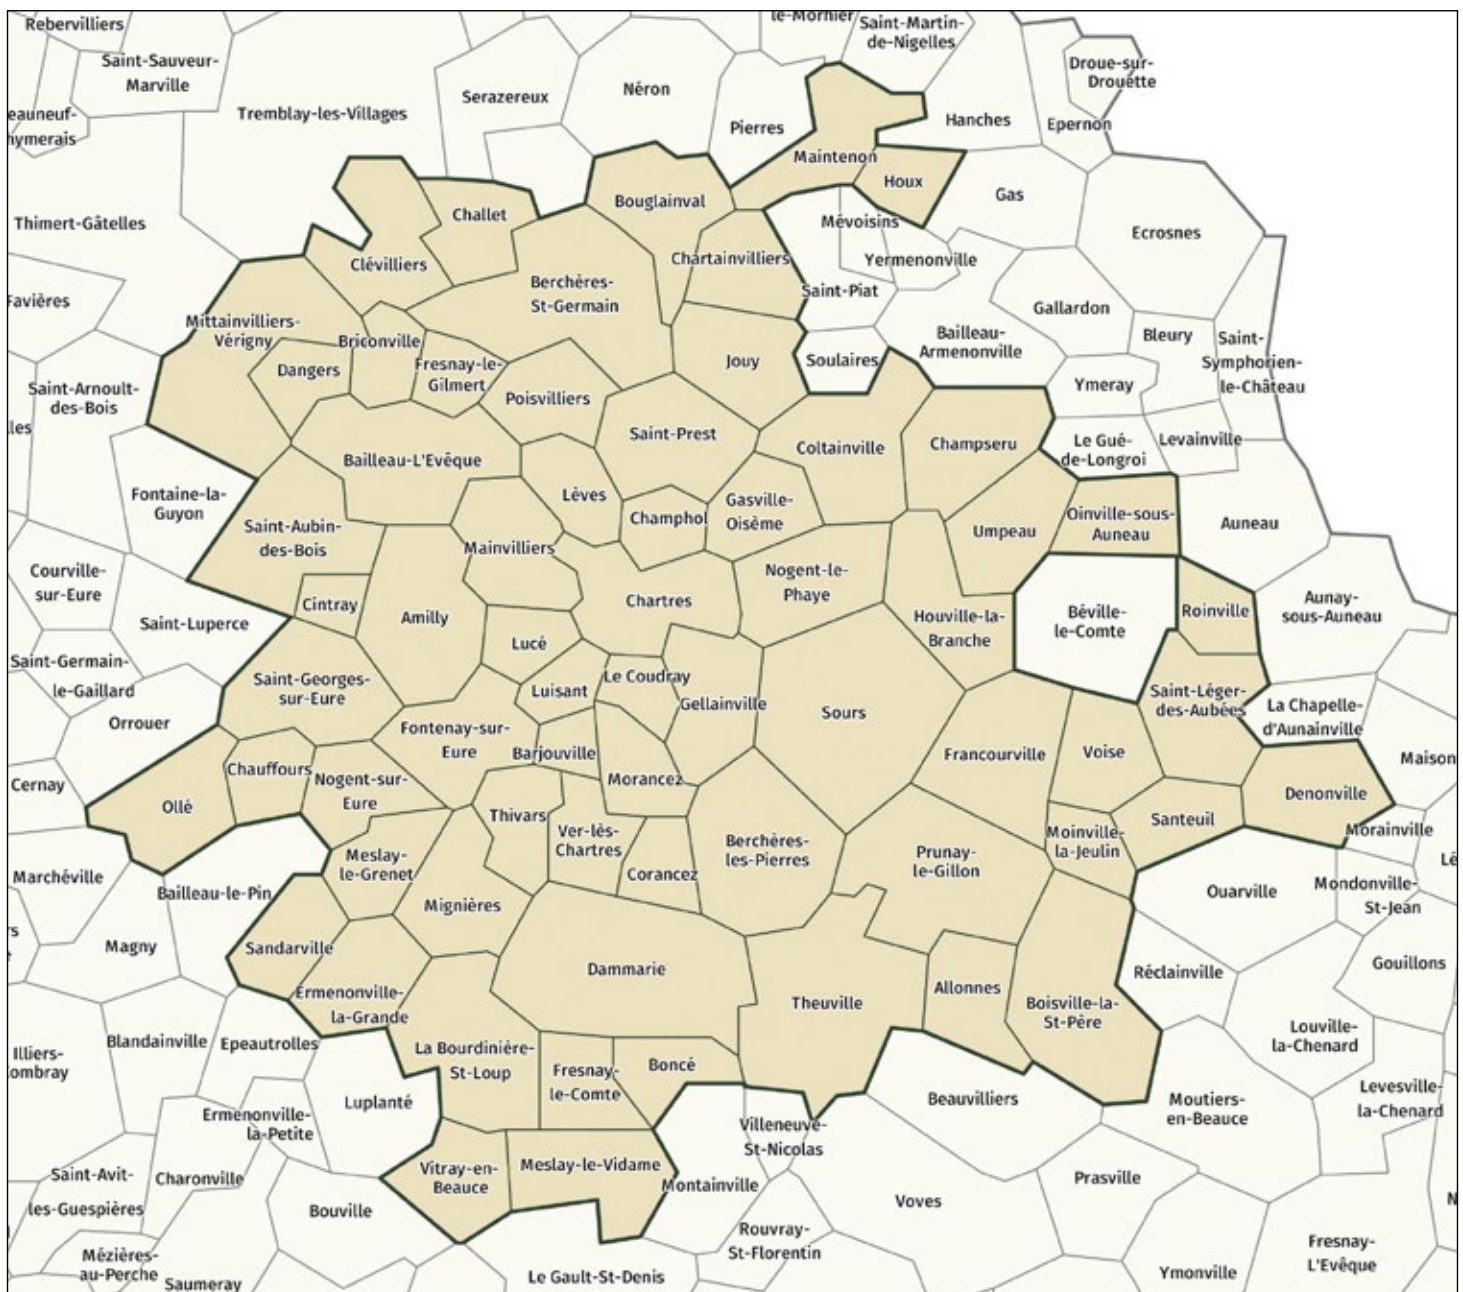 Rebervilliers
le-Mornier
Saint-Martin-
de-Nigelles
Saint-Sauveur-
Marville
Droue-sur-
Drouette
Serazereux
Néron
Tremblay-les-Villages
eauneuf-
hymerais
Pierres
Hanches
Epernon
Maintenon
Houx
Gas
Thimert-Gâtelles
Challet
Bouglainval
Mévoisins
Ecrosnes
Clévilliers
Chartainvilliers
Yermenonville
Favières
Berchères-
St-Germain
Saint-Piat
Gallardon
Mittainvilliers-
Vérigny
Briconville
Bailleau-
Armenonville
Bleury
Saint-
Symphorien-
le-Château
Dangers
Fresnay-le-
Gilmert
Jouy
Soulaires
Ymeray
Saint-Arnoult-
des-Bois
Poisvilliers
lles
Saint-Prest
Coltainville
Champseru
Le Gué-
de-Longroi
Levainville
Bailleau-L'Evêque
Fontaine-la-
Guyon
Lèves
Champhol
Gasville-
Oisème
Saint-Aubin-
des-Bois
Umpeau
Oinville-sous-
Auneau
Auneau
Mainvilliers
Courville-
sur-Eure
Nogent-le-
Phaye
Cintray
Amilly
Chartres
Houville-la-
Branche
Béville-
le-Comte
Roinville
Aunay-
sous-Auneau
Saint-Luperce
Lucé
Saint-Germain-
le-Gaillard
Saint-Georges-
sur-Eure
Luisant
Le Coudray
Gellainville
Sours
Saint-Léger-
des-Aubées
La Chapelle-
d'Aunainville
Orrouer
Fontenay-sur-
Eure
Barjouville
Francourville
Voise
Maison
Cernay
Chauffours
Nogent-sur-
Eure
Morancez
Ollé
Thivars
Ver-lès-
Chartres
Denonville
Santeuil
Morainville
Meslay-
le-Grenet
Berchères-
les-Pierres
Prunay-
le-Gillon
Moinville-
la-Jeulin
Lé
Marchéville
Bailleau-le-Pin
Corancez
Ouarville
Mondonville-
St-Jean
Mignières
rs
Magny
Sandarville
Dammarie
Réclainville
Gouillons
Ermenonville-
la-Grande
Theuville
Allonnes
Boisville-la-
St-Père
Illiers-
ombray
Blandainville
Epeautrolles
La Bourdinière-
St-Loup
Fresnay-
le-Comte
Boncé
Louville-
la-Chenard
Luplanté
Beauvilliers
Moutiers-
en-Beauce
Levesville-
la-Chenard
Ermenonville-
la-Petite
Villeneuve-
St-Nicolas
Saint-Avit-
les-Guespières
Charonville
Vitray-en-
Beauce
Meslay-le-Vidame
Montainville
Prasville
Bouville
Voves
N
Mézières-
au-Perche
Saumeray
Rouvray-
St-Florentin
Le Gault-St-Denis
Ymonville
Fresnay-
L'Evêque